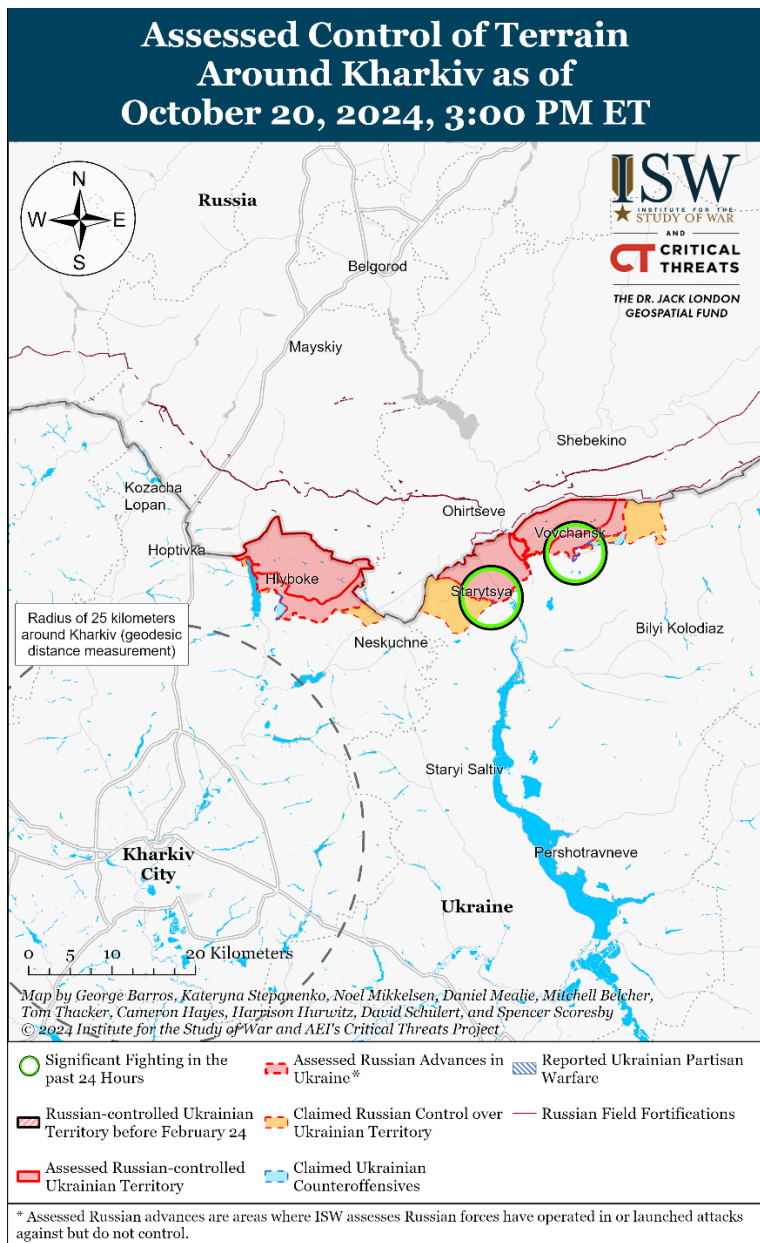 Assessed Control of Terrain
Around Kharkiv as of
October 20, 2024, 3:00 PM ET
N
W E
S
Russia
ISW
INSTITUTE FOR THE
STUDY OF WAR
AND
CT CRITICAL
THREATS
THE DR. JACK LONDON
GEOSPATIAL FUND
Belgorod
Mayskiy
Shebekino
Kozacha
Lopan
Ohirtseve
Vovchansk
Hoptivka
Hlyboke
Starytsya
Radius of 25 kilometers
around Kharkiv (geodesic
distance measurement)
Neskuchne
Bilyi Kolodiaz
Staryi Saltiv
Pershotravneve
Kharkiv
City
Ukraine
0 5 10 20 Kilometers
Map by George Barros, Kateryna Stepanenko, Noel Mikkelsen, Daniel Mealie, Mitchell Belcher,
Tom Thacker, Cameron Hayes, Harrison Hurwitz, David Schulert, and Spencer Scoresby
© 2024 Institute for the Study of War and AEI's Critical Threats Project
Significant Fighting in the
past 24 Hours
Russian-controlled Ukrainian
Territory before February 24
Assessed Russian-controlled
Ukrainian Territory
Assessed Russian Advances in
Ukraine*
Claimed Russian Control over
Ukrainian Territory
Claimed Ukrainian
Counteroffensives
Reported Ukrainian Partisan
Warfare
Russian Field Fortifications
* Assessed Russian advances are areas where ISW assesses Russian forces have operated in or launched attacks
against but do not control.